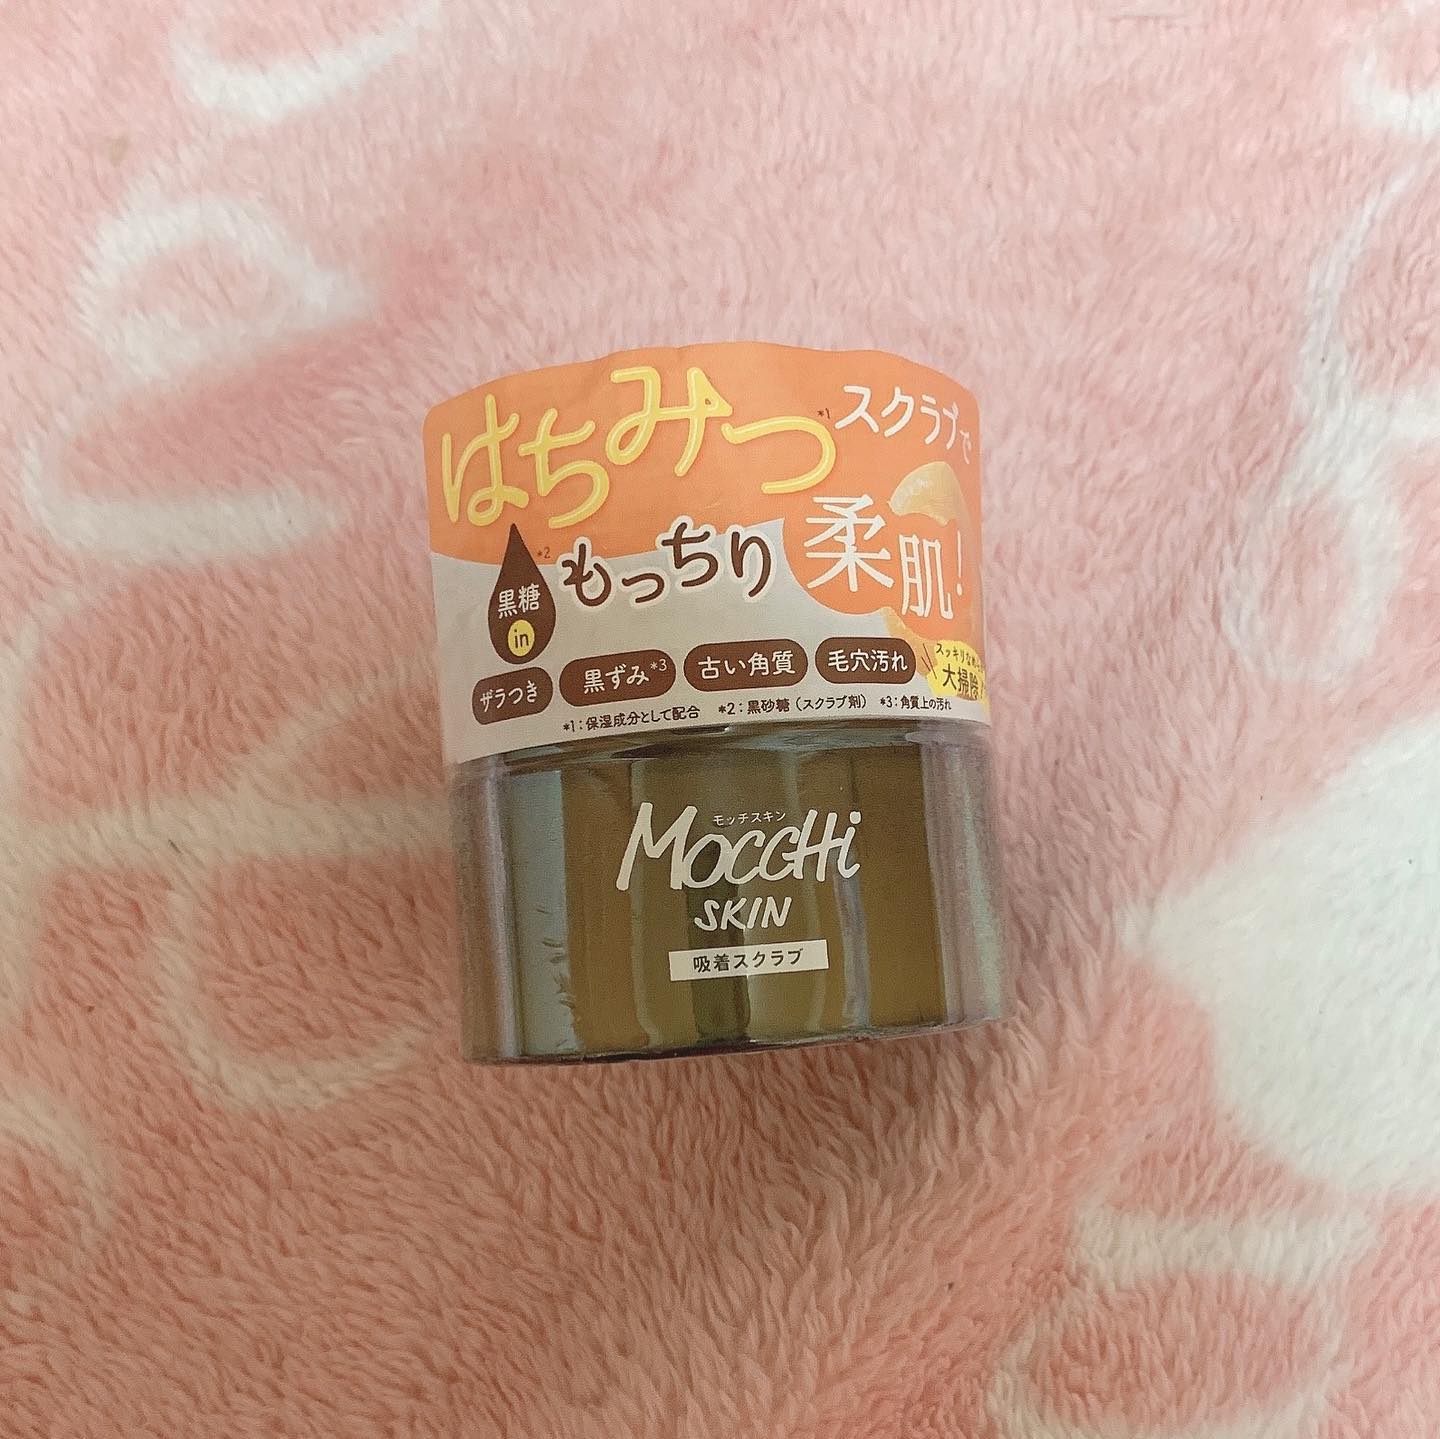 はちみつ*1スクラブで
もっちり柔肌!
黒糖*2
in
ザラつき 黒ずみ*3 古い角質 毛穴汚れ
大掃除!
*1:保湿成分として配合 *2:黒砂糖(スクラブ剤) *3:角質上の汚れ
モッチスキン
MoccHi
SKIN
吸着スクラブ